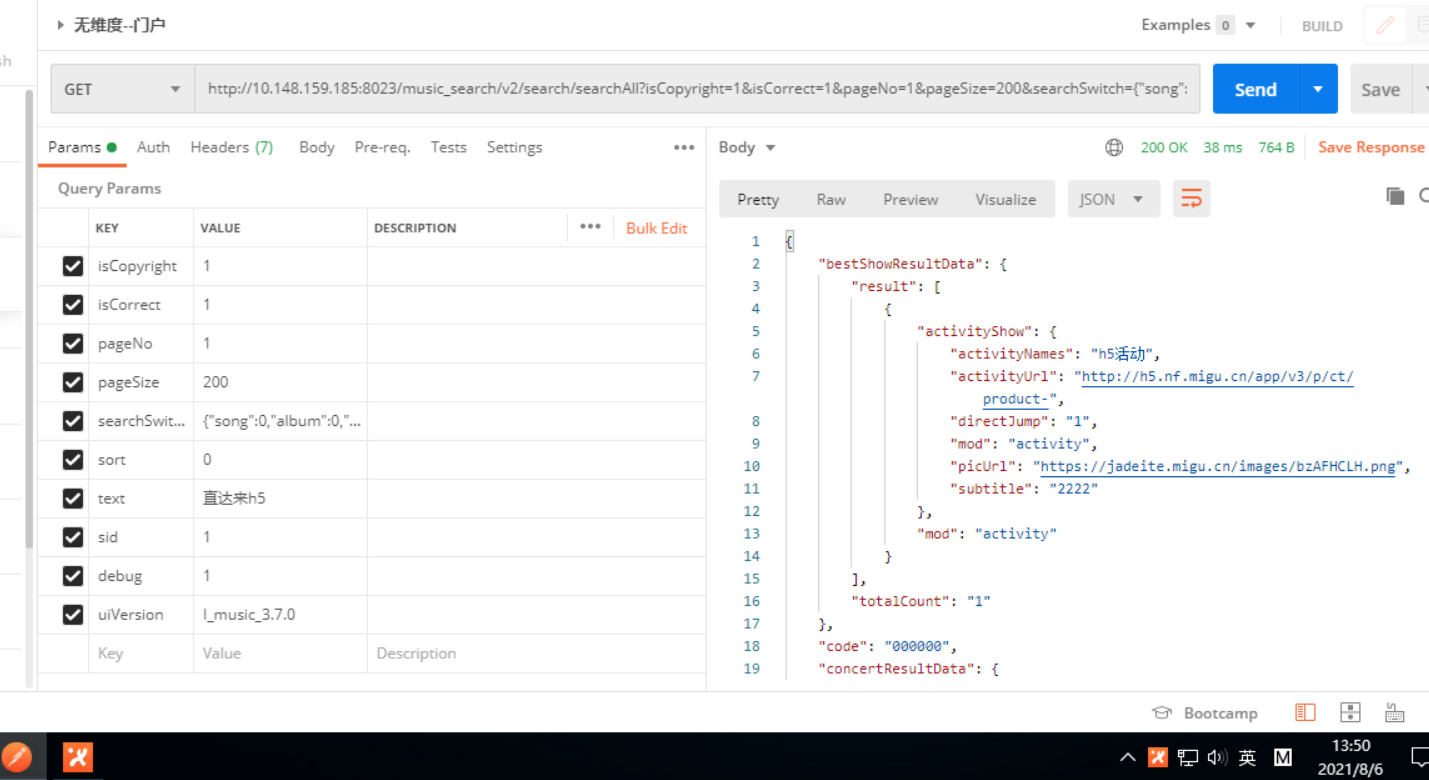 无维度--门户
Examples 0
BUILD
sh
GET
http://10.148.159.185:8023/music_search/v2/search/searchAll?isCopyright=1&isCorrect=1&pageNo=1&pageSize=200&searchSwitch={"song":
Send
Save
Params
Auth
Headers (7)
Body
Pre-req.
Tests
Settings
•••
Query Params
KEY VALUE DESCRIPTION ••• Bulk Edit
isCopyright 1
isCorrect 1
pageNo 1
pageSize 200
searchSwit... {"song":0,"album":0,"...
sort 0
text 直达来h5
sid 1
debug 1
uiVersion I_music_3.7.0
Key Value Description
Body
200 OK 38 ms 764 B Save Response
Pretty Raw Preview Visualize JSON
1 {
2 "bestShowResultData": {
3 "result": [
4 {
5 "activityShow": {
6 "activityNames": "h5活动",
7 "activityUrl": "http://h5.nf.migu.cn/app/v3/p/ct/
product-",
8 "directJump": "1",
9 "mod": "activity",
10 "picUrl": "https://jadeite.migu.cn/images/bzAFHCLH.png",
11 "subtitle": "2222"
12 },
13 "mod": "activity"
14 }
15 ],
16 "totalCount": "1"
17 },
18 "code": "000000",
19 "concertResultData": {
Bootcamp
英
M
13:50
2021/8/6